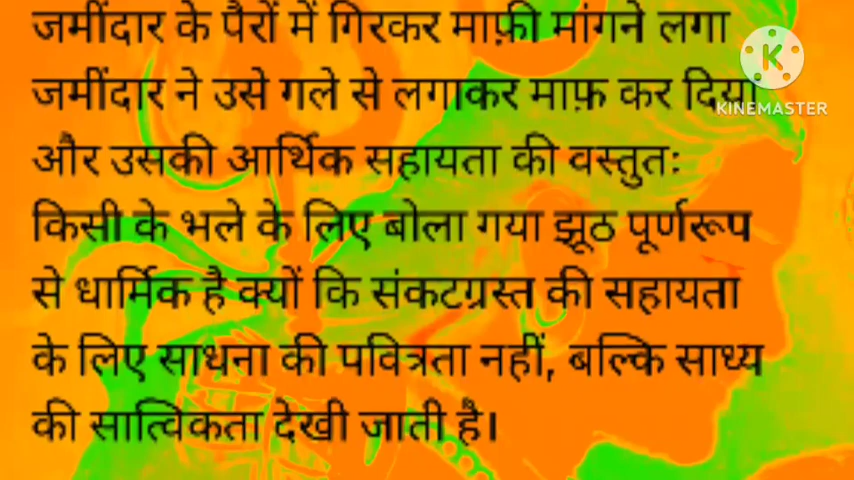 जमींदार के पैरों में गिरकर माफ़ी मांगने लगा
जमींदार ने उसे गले से लगाकर माफ़ कर दिया
और उसकी आर्थिक सहायता की वस्तुतः
किसी के भले के लिए बोला गया झूठ पूर्णरूप
से धार्मिक है क्यों कि संकटग्रस्त की सहायता
के लिए साधना की पवित्रता नहीं, बल्कि साध्य
की सात्विकता देखी जाती है।
K
KINEMASTER